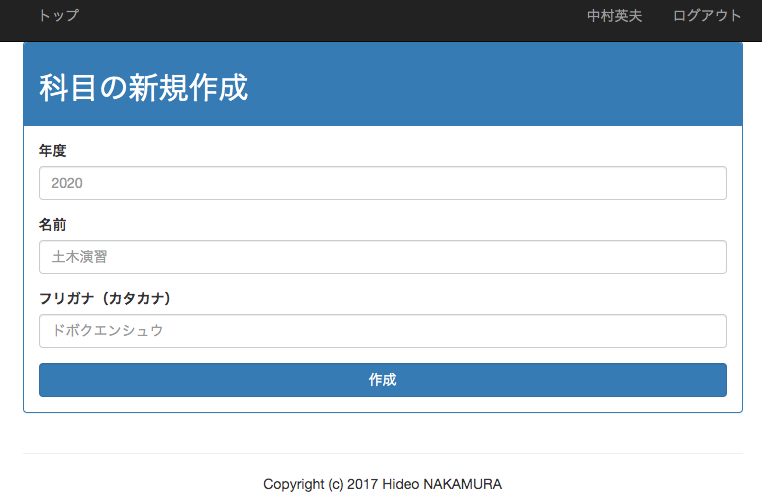 トップ 中村英夫 ログアウト
科目の新規作成
年度
2020
名前
土木演習
フリガナ（カタカナ）
ドボクエンシュウ
作成
Copyright (c) 2017 Hideo NAKAMURA